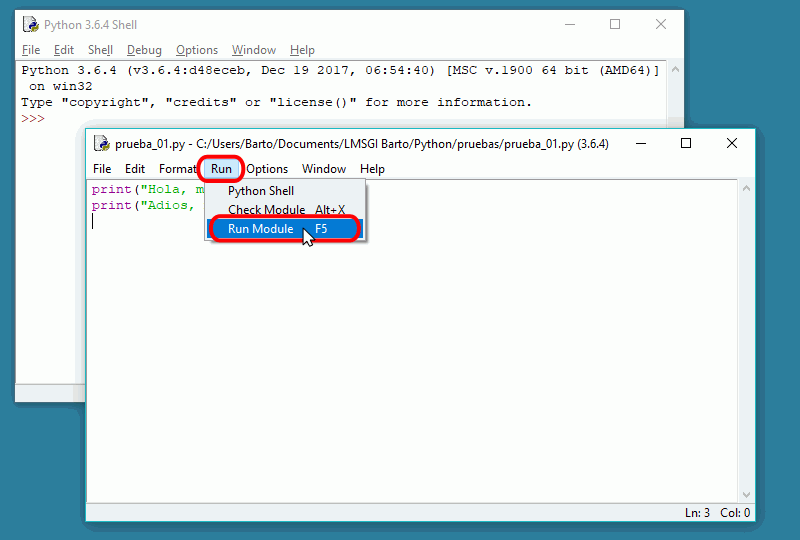 Python 3.6.4 Shell
File Edit Shell Debug Options Window Help
Python 3.6.4 (v3.6.4:d48eceb, Dec 19 2017, 06:54:40) [MSC v.1900 64 bit (AMD64)]
on win32
Type "copyright", "credits" or "license()" for more information.
>>>
prueba_01.py - C:/Users/Barto/Documents/LMSGI Barto/Python/pruebas/prueba_01.py (3.6.4)
File Edit Format Run Options Window Help
print("Hola, m
print("Adios,
Python Shell
Check Module Alt+X
Run Module F5
Ln: 3 Col: 0